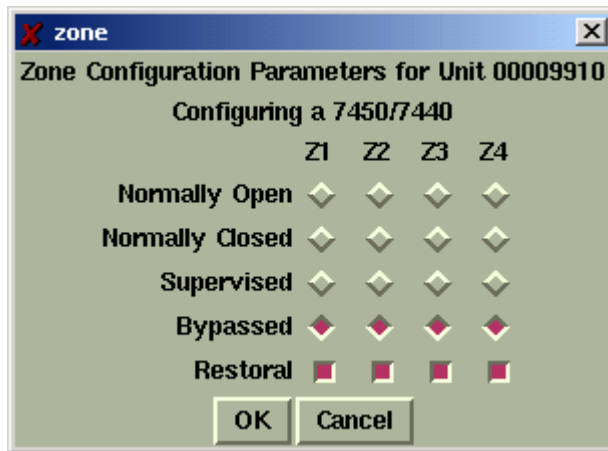 zone
Zone Configuration Parameters for Unit 00009910
Configuring a 7450/7440
Z1 Z2 Z3 Z4
Normally Open
Normally Closed
Supervised
Bypassed
Restoral
OK Cancel